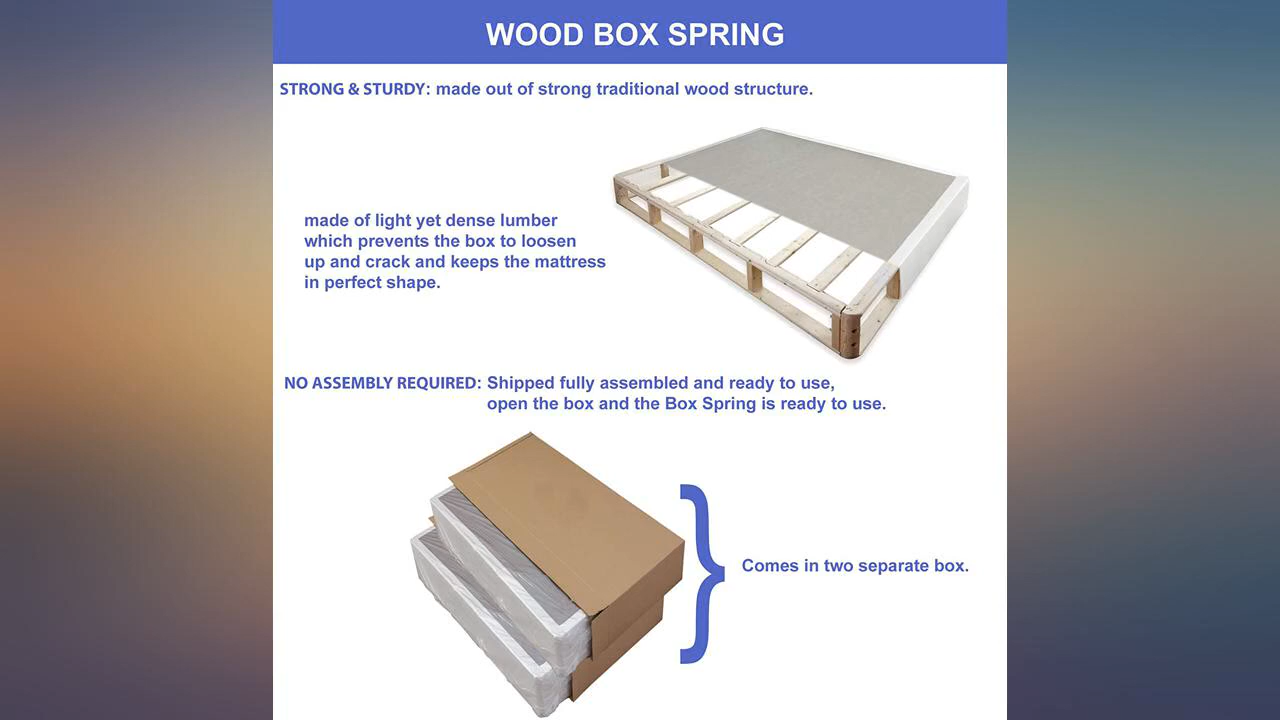 WOOD BOX SPRING
STRONG & STURDY: made out of strong traditional wood structure.
made of light yet dense lumber
which prevents the box to loosen
up and crack and keeps the mattress
in perfect shape.
NO ASSEMBLY REQUIRED: Shipped fully assembled and ready to use,
open the box and the Box Spring is ready to use.
Comes in two separate box.